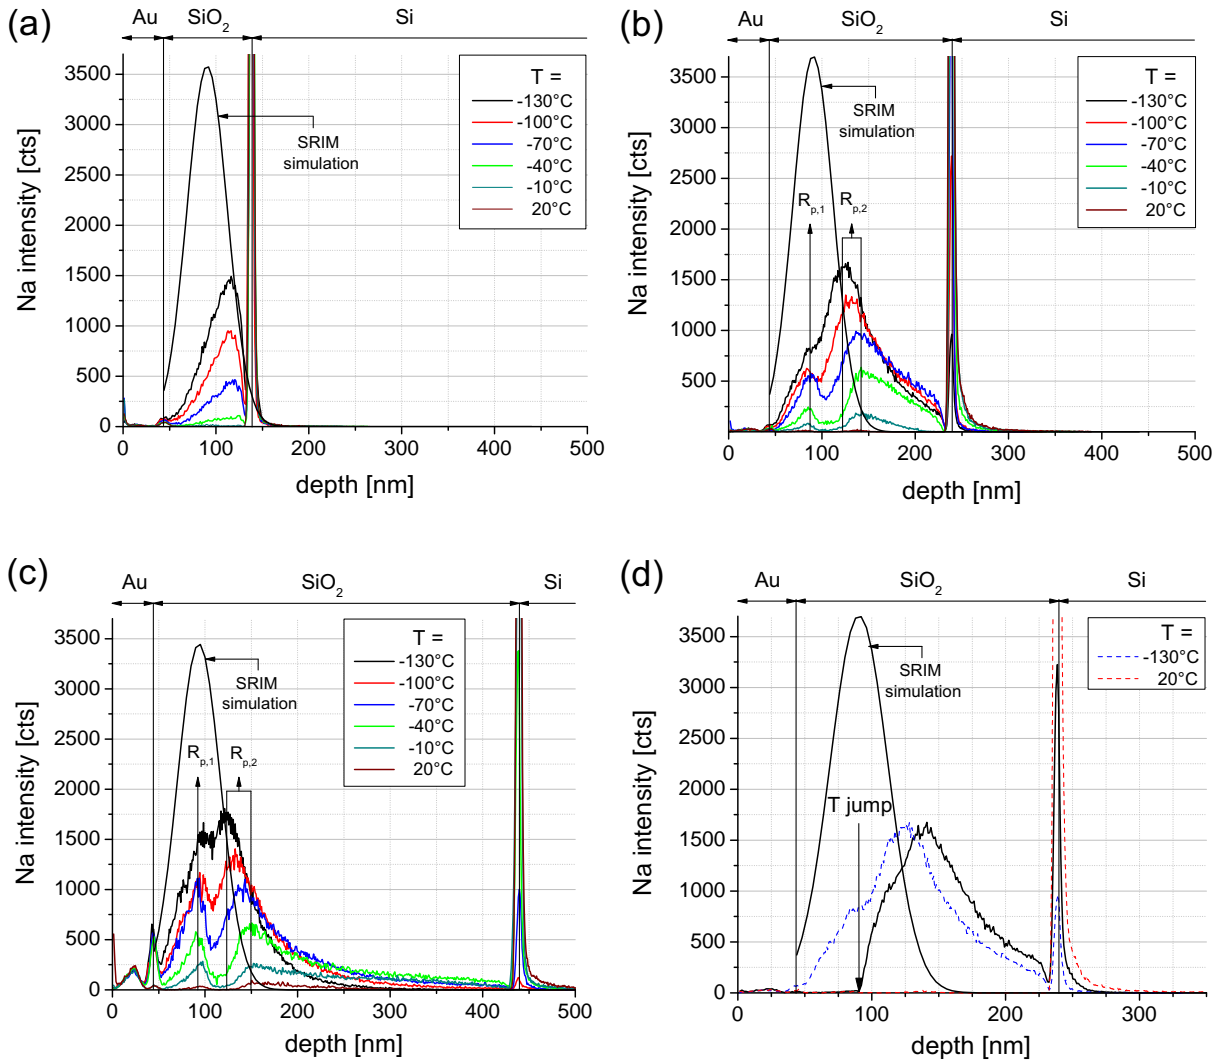 (a)
Au SiO2 Si
3500
3000
2500
2000
1500
1000
500
0
Na intensity [cts]
SRIM
simulation
T =
-130°C
-100°C
-70°C
-40°C
-10°C
20°C
0 100 200 300 400 500
depth [nm]
(b)
Au SiO2 Si
3500
3000
2500
2000
1500
1000
500
0
Na intensity [cts]
SRIM
simulation
Rp,1 Rp,2
T =
-130°C
-100°C
-70°C
-40°C
-10°C
20°C
0 100 200 300 400 500
depth [nm]
(c)
Au SiO2 Si
3500
3000
2500
2000
1500
1000
500
0
Na intensity [cts]
SRIM
simulation
Rp,1 Rp,2
T =
-130°C
-100°C
-70°C
-40°C
-10°C
20°C
0 100 200 300 400 500
depth [nm]
(d)
Au SiO2 Si
3500
3000
2500
2000
1500
1000
500
0
Na intensity [cts]
SRIM
simulation
T jump
T =
-130°C
20°C
0 100 200 300
depth [nm]